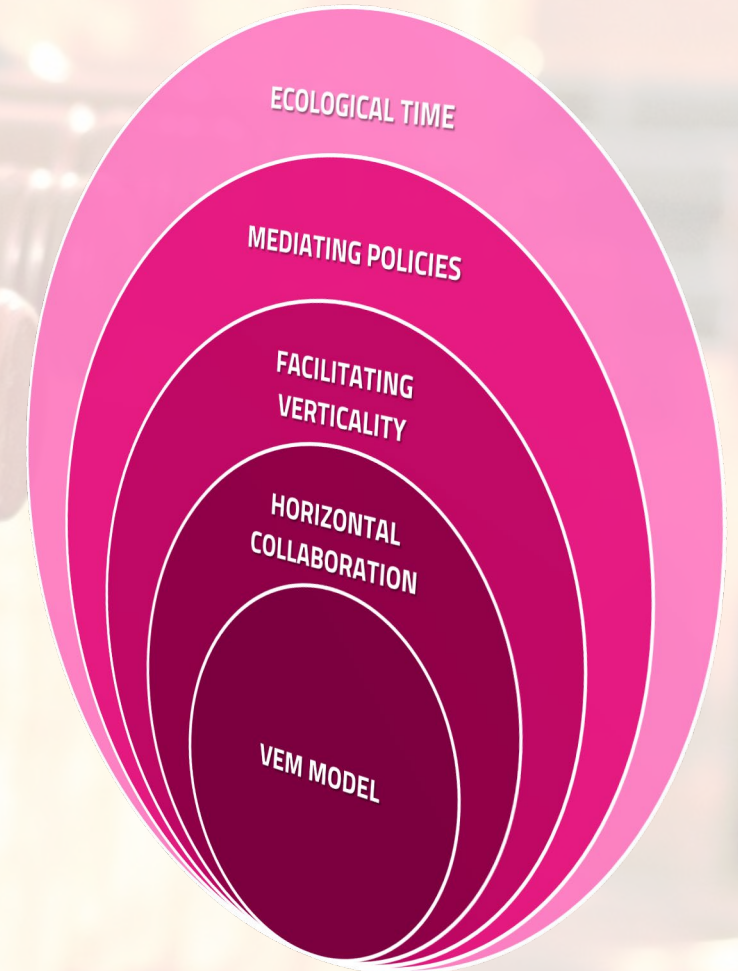 ECOLOGICAL TIME
MEDIATING POLICIES
FACILITATING
VERTICALITY
HORIZONTAL
COLLABORATION
VEM MODEL